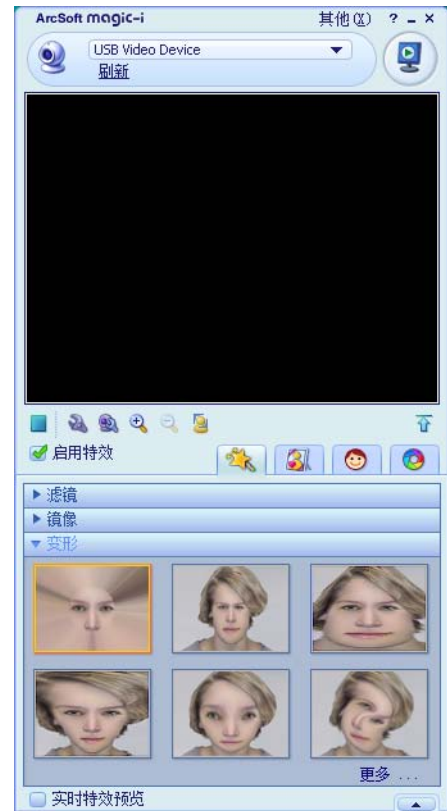 ArcSoft magic-i 其他(X) ? - ×
USB Video Device
刷新
启用特效
滤镜
镜像
变形
更多 ...
实时特效预览